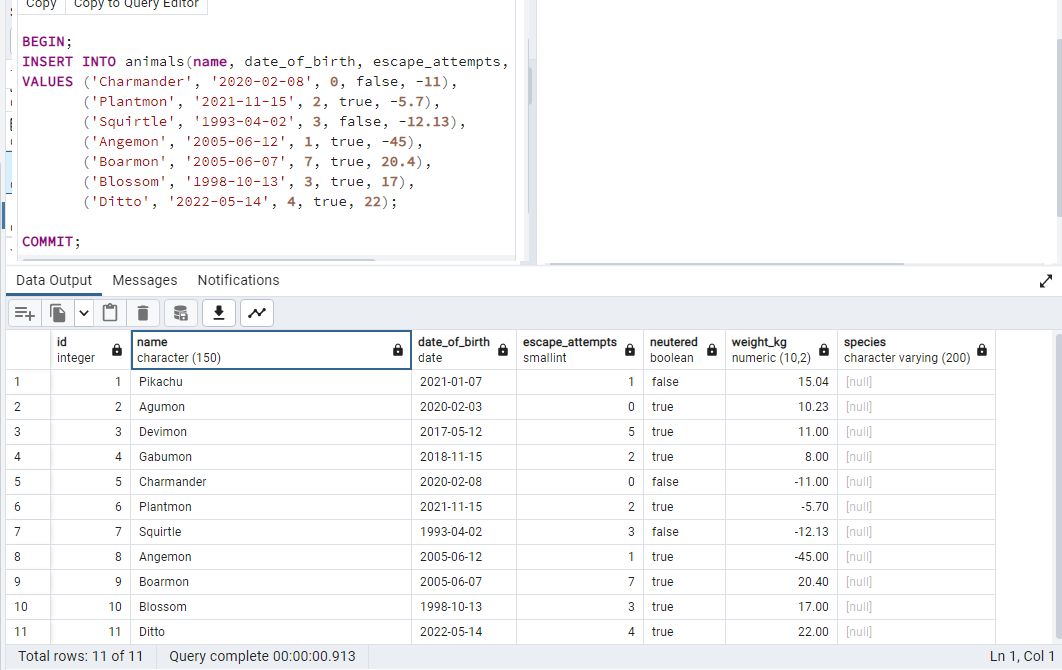 Copy Copy to Query Editor
BEGIN;
INSERT INTO animals(name, date_of_birth, escape_attempts,
VALUES ('Charmander', '2020-02-08', 0, false, -11),
('Plantmon', '2021-11-15', 2, true, -5.7),
('Squirtle', '1993-04-02', 3, false, -12.13),
('Angemon', '2005-06-12', 1, true, -45),
('Boarmon', '2005-06-07', 7, true, 20.4),
('Blossom', '1998-10-13', 3, true, 17),
('Ditto', '2022-05-14', 4, true, 22);
COMMIT;
Data Output Messages Notifications
id name date_of_birth escape_attempts neutered weight_kg species
integer character (150) date smallint boolean numeric (10,2) character varying (200)
1 1 Pikachu 2021-01-07 1 false 15.04 [null]
2 2 Agumon 2020-02-03 0 true 10.23 [null]
3 3 Devimon 2017-05-12 5 true 11.00 [null]
4 4 Gabumon 2018-11-15 2 true 8.00 [null]
5 5 Charmander 2020-02-08 0 false -11.00 [null]
6 6 Plantmon 2021-11-15 2 true -5.70 [null]
7 7 Squirtle 1993-04-02 3 false -12.13 [null]
8 8 Angemon 2005-06-12 1 true -45.00 [null]
9 9 Boarmon 2005-06-07 7 true 20.40 [null]
10 10 Blossom 1998-10-13 3 true 17.00 [null]
11 11 Ditto 2022-05-14 4 true 22.00 [null]
Total rows: 11 of 11 Query complete 00:00:00.913 Ln 1, Col 1